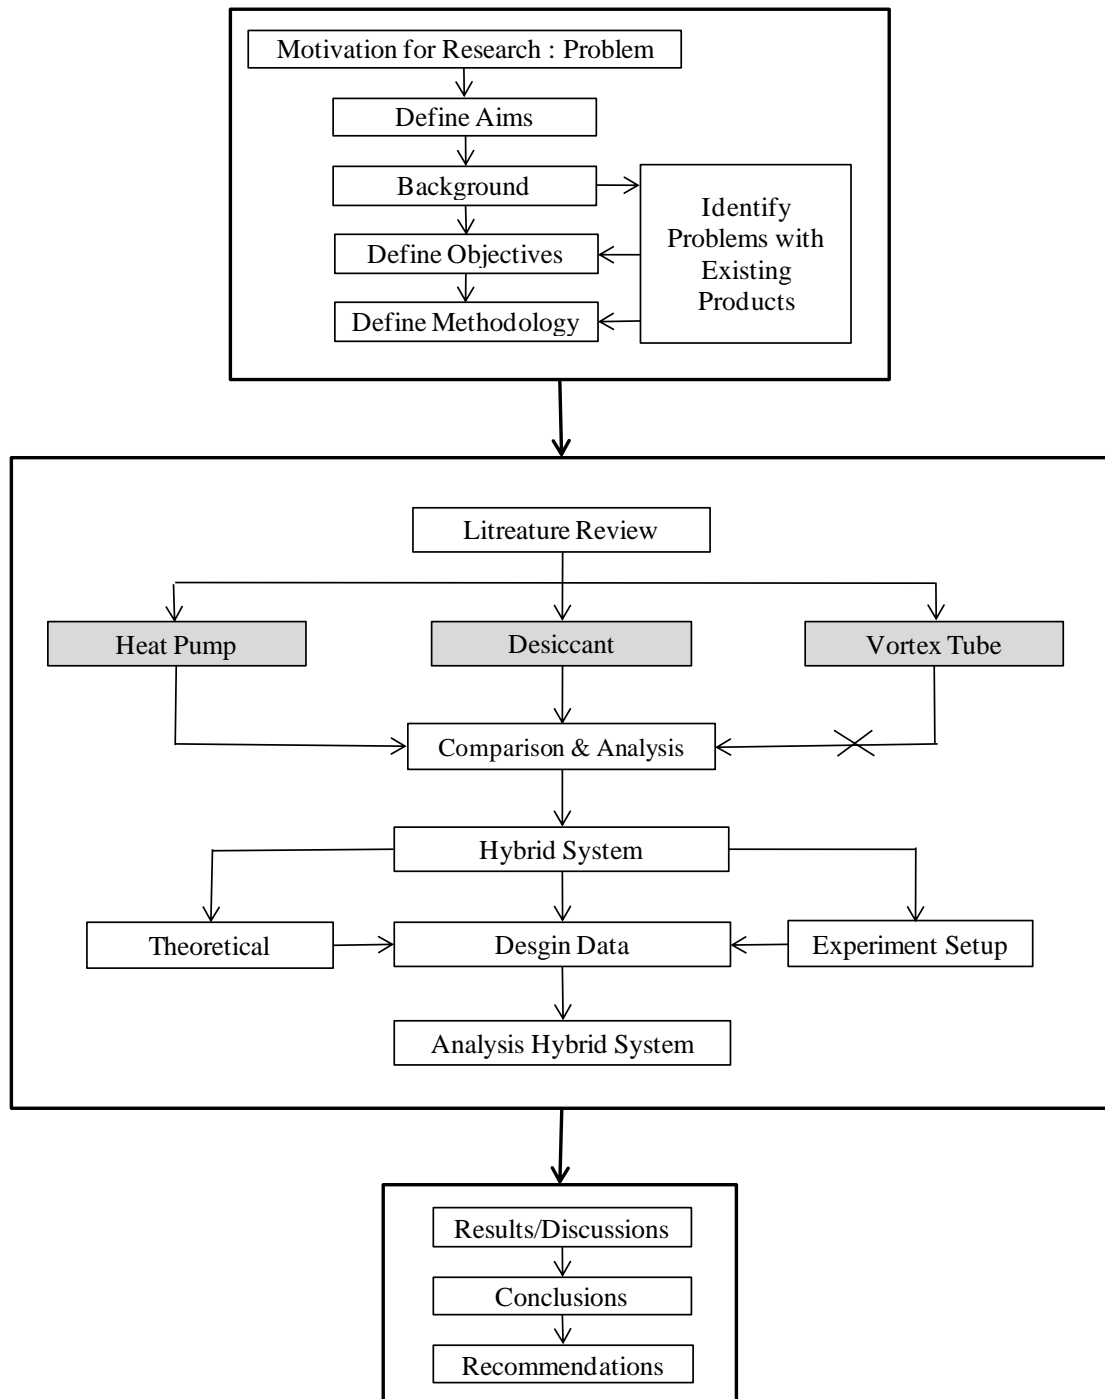 Motivation for Research : Problem
Define Aims
Background
Identify
Problems with
Existing
Products
Define Objectives
Define Methodology
Litreature Review
Heat Pump
Desiccant
Vortex Tube
Comparison & Analysis
Hybrid System
Theoretical
Desgin Data
Experiment Setup
Analysis Hybrid System
Results/Discussions
Conclusions
Recommendations